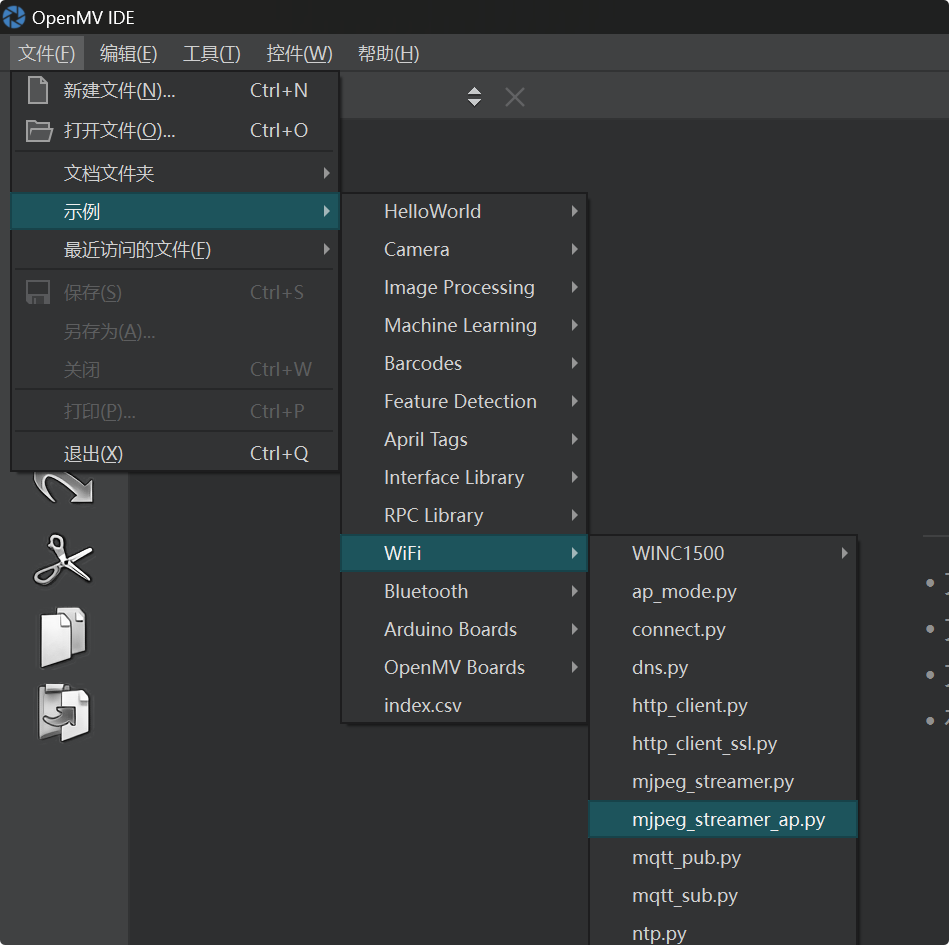 OpenMV IDE
文件(F) 编辑(E) 工具(T) 控件(W) 帮助(H)
新建文件(N)... Ctrl+N
打开文件(O)... Ctrl+O
文档文件夹
示例
最近访问的文件(F)
保存(S) Ctrl+S
另存为(A)...
关闭 Ctrl+W
打印(P)... Ctrl+P
退出(X) Ctrl+Q
HelloWorld
Camera
Image Processing
Machine Learning
Barcodes
Feature Detection
April Tags
Interface Library
RPC Library
WiFi
Bluetooth
Arduino Boards
OpenMV Boards
index.csv
WINC1500
ap_mode.py
connect.py
dns.py
http_client.py
http_client_ssl.py
mjpeg_streamer.py
mjpeg_streamer_ap.py
mqtt_pub.py
mqtt_sub.py
ntp.py